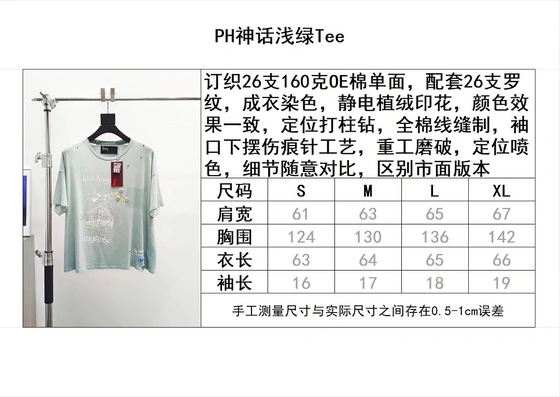 PH神话浅绿Tee
订织26支160克OE棉单面，配套26支罗
纹，成衣染色，静电植绒印花，颜色效
果一致，定位打柱钻，全棉线缝制，袖
口下摆伤痕针工艺，重工磨破，定位喷
色，细节随意对比，区别市面版本
尺码 S M L XL
肩宽 61 63 65 67
胸围 124 130 136 142
衣长 63 64 65 66
袖长 16 17 18 19
手工测量尺寸与实际尺寸之间存在0.5-1cm误差
Los Angeles